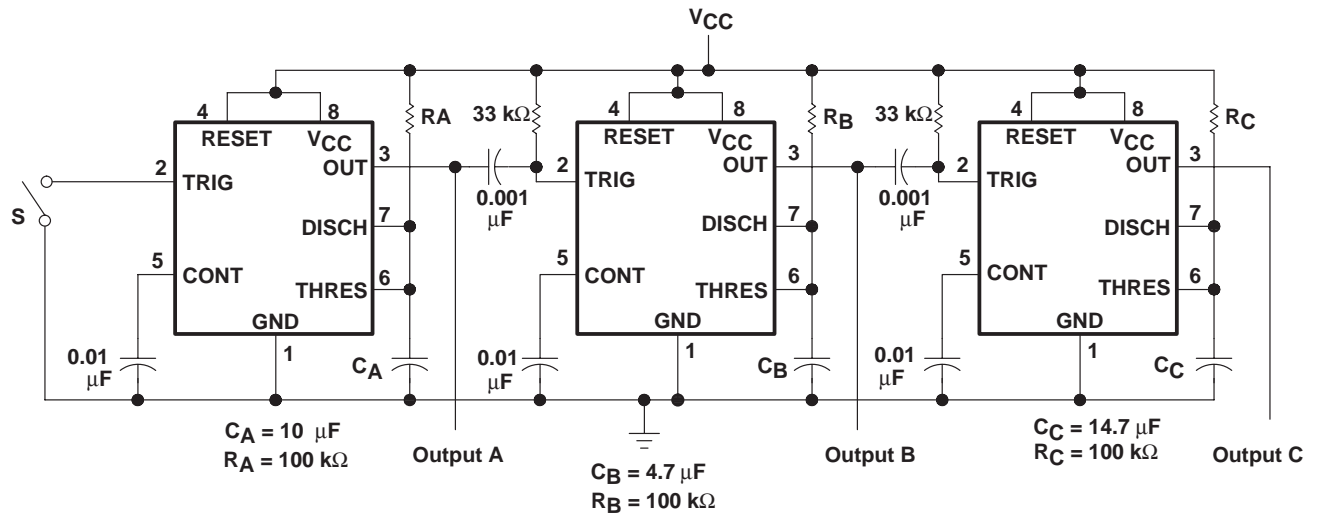 VCC
4
8
RESET
VCC
RA
33 kΩ
3
OUT
2
TRIG
S
0.001
μF
DISCH
7
5
CONT
6
THRES
GND
1
0.01
μF
CA
CA = 10 μF
RA = 100 kΩ
Output A
4
8
RESET
VCC
RB
33 kΩ
3
OUT
2
TRIG
0.001
μF
DISCH
7
5
CONT
6
THRES
GND
1
0.01
μF
CB
CB = 4.7 μF
RB = 100 kΩ
Output B
4
8
RESET
VCC
RC
3
OUT
2
TRIG
DISCH
7
5
CONT
6
THRES
GND
1
0.01
μF
CC
CC = 14.7 μF
RC = 100 kΩ
Output C